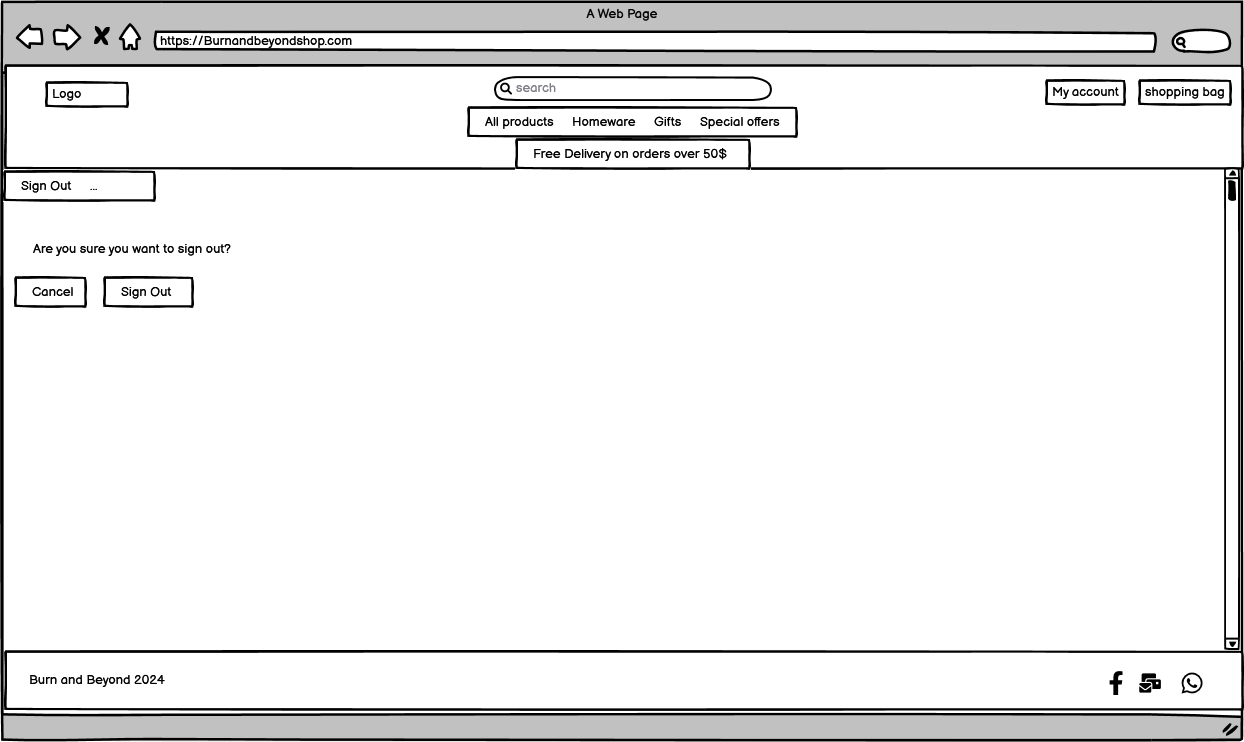 A Web Page
https://Burnandbeyondshop.com
Logo
search
My account
shopping bag
All products Homeware Gifts Special offers
Free Delivery on orders over 50$
Sign Out ...
Are you sure you want to sign out?
Cancel
Sign Out
Burn and Beyond 2024